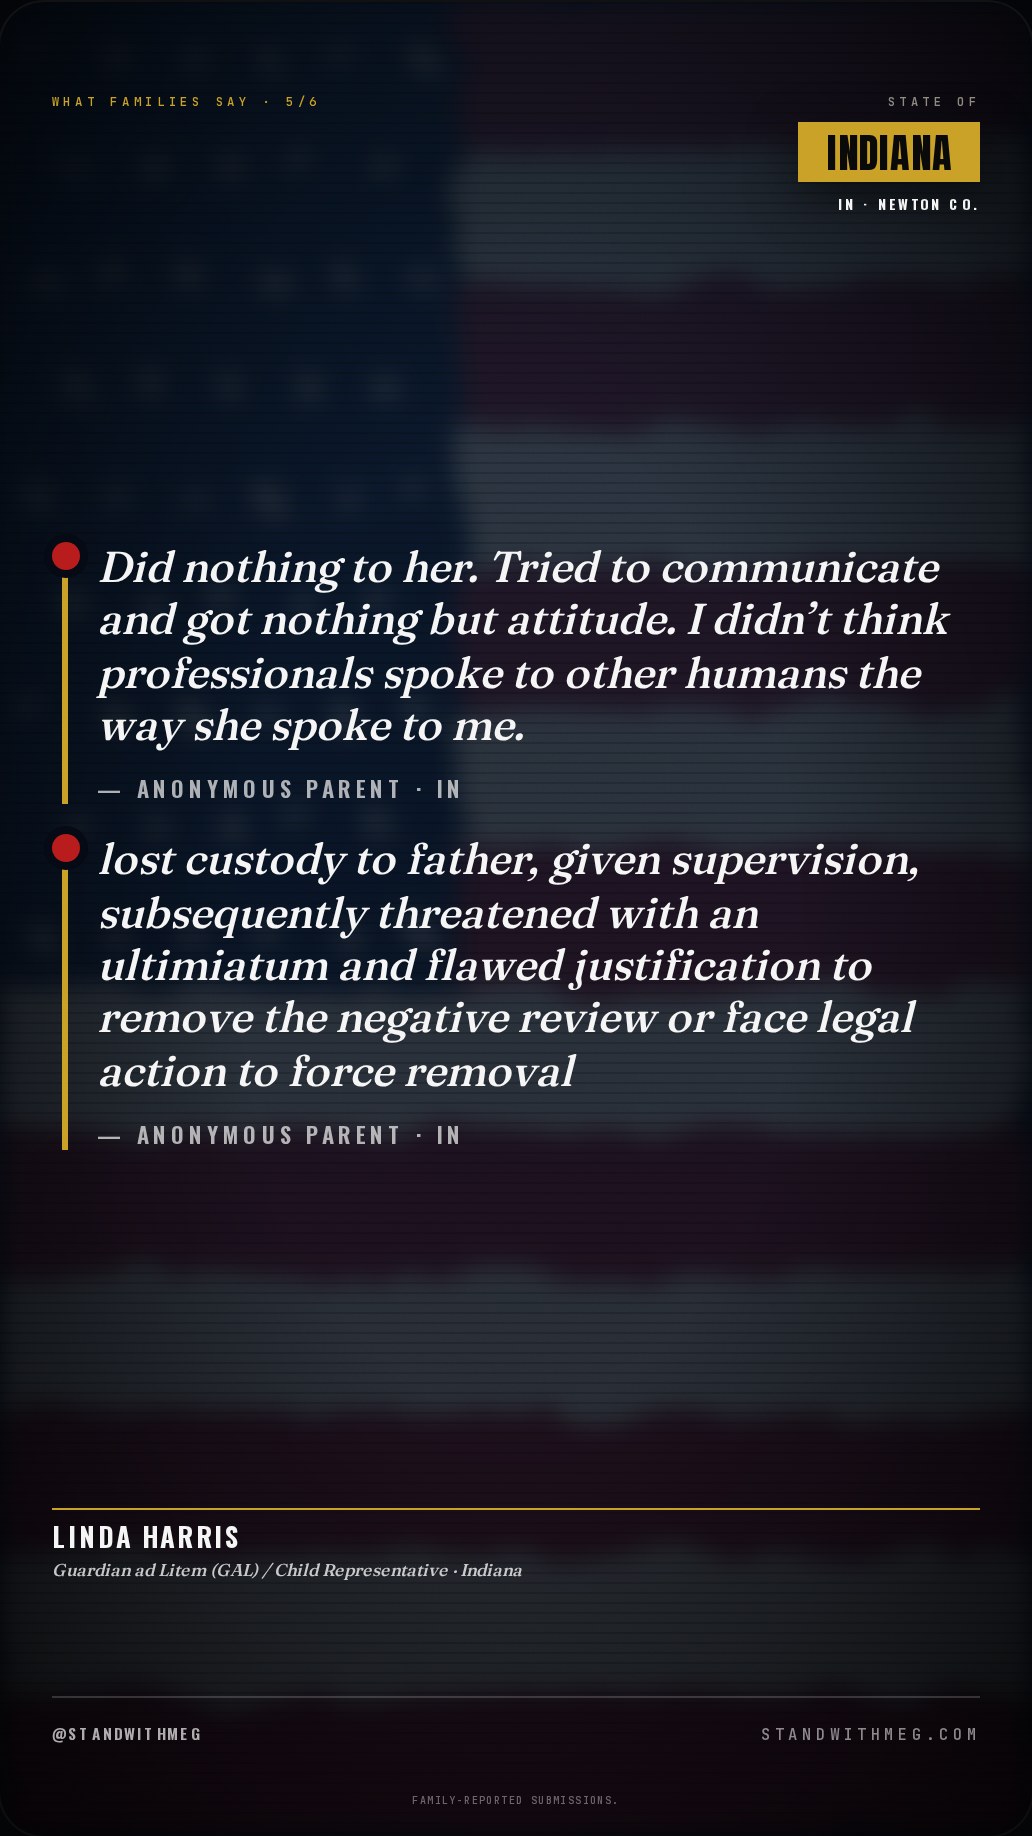 WHAT FAMILIES SAY · 5/6
STATE OF
INDIANA
IN · NEWTON CO.
Did nothing to her. Tried to communicate
and got nothing but attitude. I didn’t think
professionals spoke to other humans the
way she spoke to me.
— ANONYMOUS PARENT · IN
lost custody to father, given supervision,
subsequently threatened with an
ultimiatum and flawed justification to
remove the negative review or face legal
action to force removal
— ANONYMOUS PARENT · IN
LINDA HARRIS
Guardian ad Litem (GAL) / Child Representative · Indiana
@STANDWITHMEG
STANDWITHMEG.COM
FAMILY-REPORTED SUBMISSIONS.